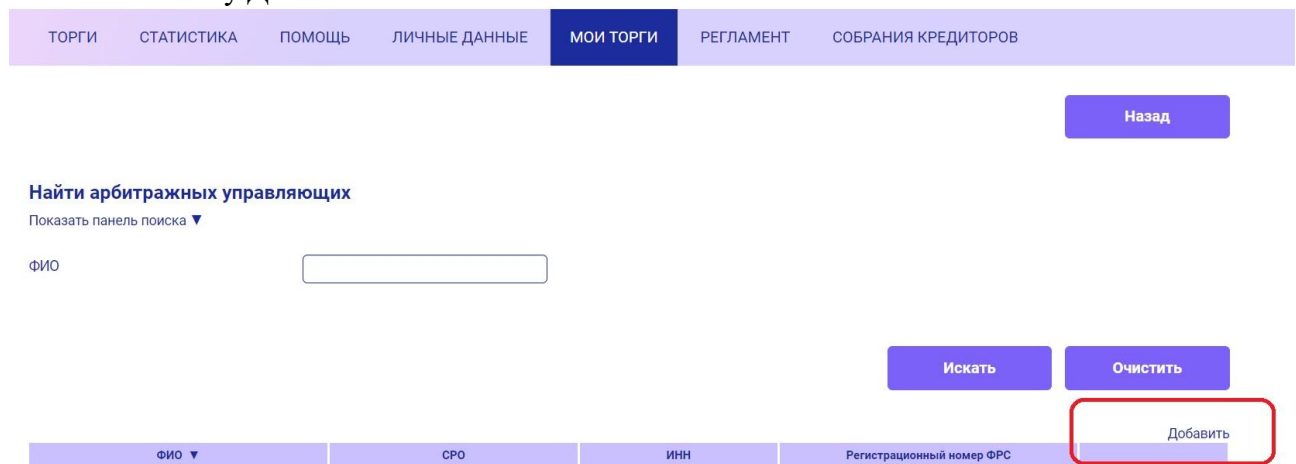 ТОРГИ СТАТИСТИКА ПОМОЩЬ ЛИЧНЫЕ ДАННЫЕ МОИ ТОРГИ РЕГЛАМЕНТ СОБРАНИЯ КРЕДИТОРОВ
Назад
Найти арбитражных управляющих
Показать панель поиска ▼
ФИО
Искать Очистить
Добавить
ФИО ▼ СРО ИНН Регистрационный номер ФРС